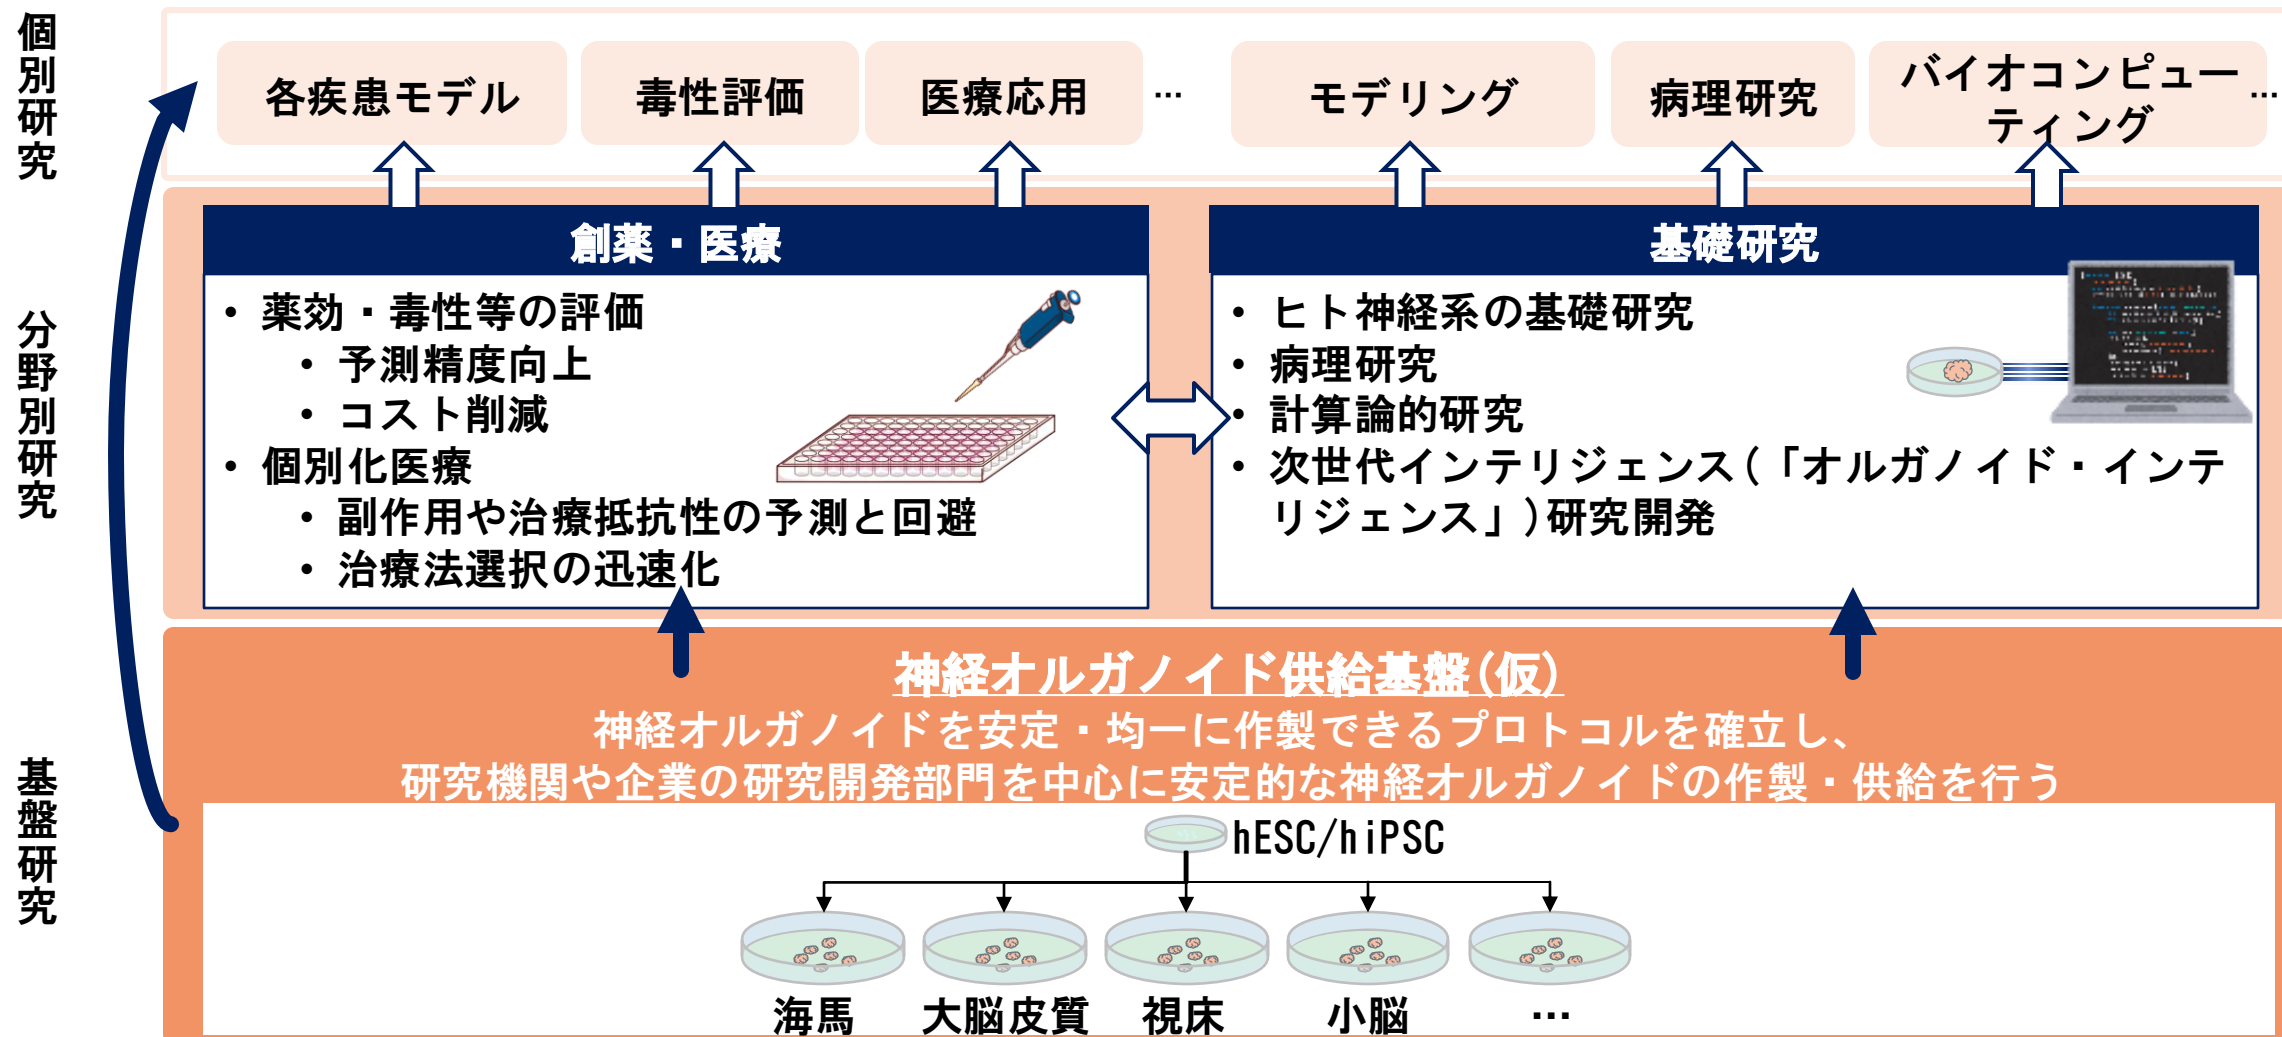 個別研究
各疾患モデル
毒性評価
医療応用
…
モデリング
病理研究
バイオコンピュー
ティング
…
分野別研究
創薬・医療
• 薬効・毒性等の評価
• 予測精度向上
• コスト削減
• 個別化医療
• 副作用や治療抵抗性の予測と回避
• 治療法選択の迅速化
基礎研究
• ヒト神経系の基礎研究
• 病理研究
• 計算論的研究
• 次世代インテリジェンス(「オルガノイド・インテ
リジェンス」)研究開発
基盤研究
神経オルガノイド供給基盤(仮)
神経オルガノイドを安定・均一に作製できるプロトコルを確立し、
研究機関や企業の研究開発部門を中心に安定的な神経オルガノイドの作製・供給を行う
hESC/hiPSC
海馬
大脳皮質
視床
小脳
…